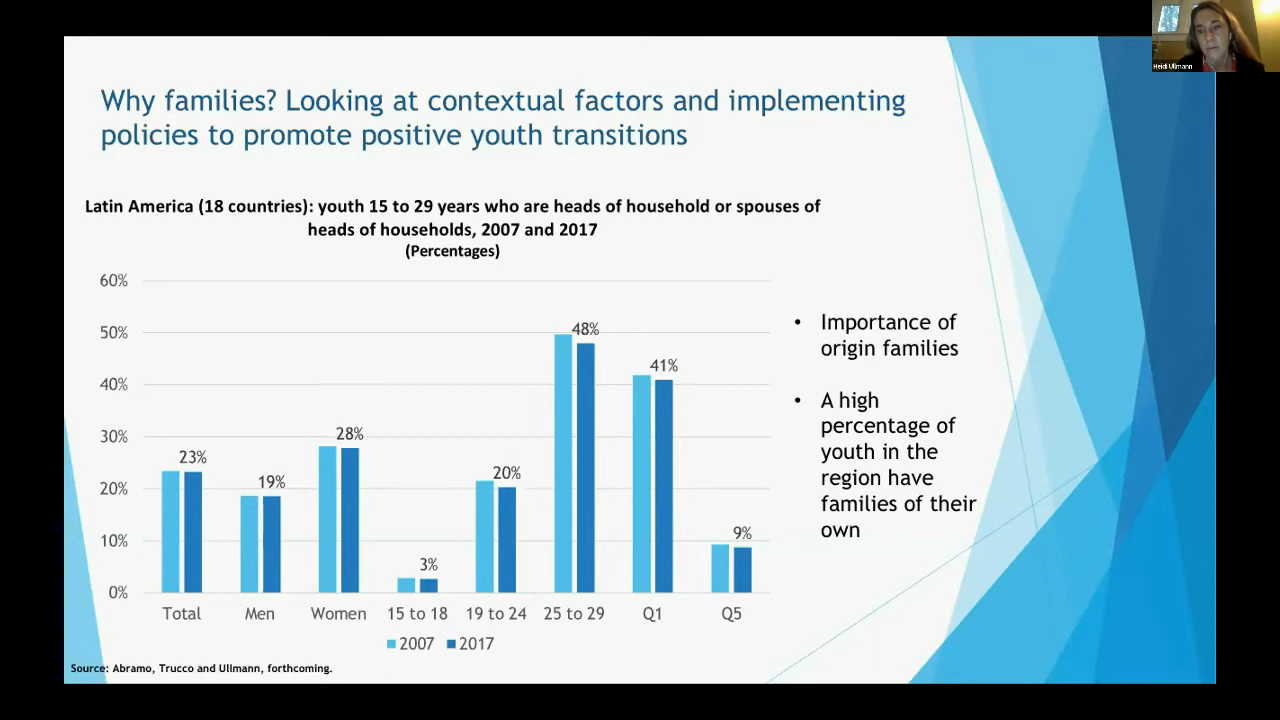 Heidi Ullmann
Why families? Looking at contextual factors and implementing
policies to promote positive youth transitions
Latin America (18 countries): youth 15 to 29 years who are heads of household or spouses of
heads of households, 2007 and 2017
(Percentages)
60%
50%
40%
30%
20%
10%
0%
23%
19%
28%
3%
20%
48%
41%
9%
Total
Men
Women
15 to 18
19 to 24
25 to 29
Q1
Q5
2007
2017
• Importance of
origin families
• A high
percentage of
youth in the
region have
families of their
own
Source: Abramo, Trucco and Ullmann, forthcoming.